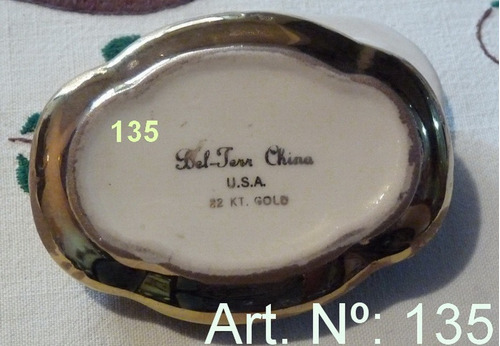 135
Bel-Terr China
U.S.A.
22 KT. GOLD
Art. Nº: 135